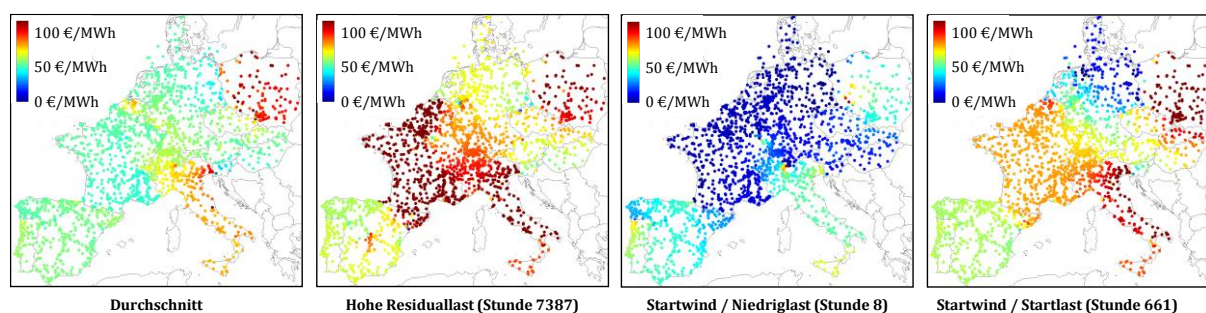 100 €/MWh
50 €/MWh
0 €/MWh
Durchschnitt
100 €/MWh
50 €/MWh
0 €/MWh
Hohe Residuallast (Stunde 7387)
100 €/MWh
50 €/MWh
0 €/MWh
Startwind / Niedriglast (Stunde 8)
100 €/MWh
50 €/MWh
0 €/MWh
Startwind / Startlast (Stunde 661)